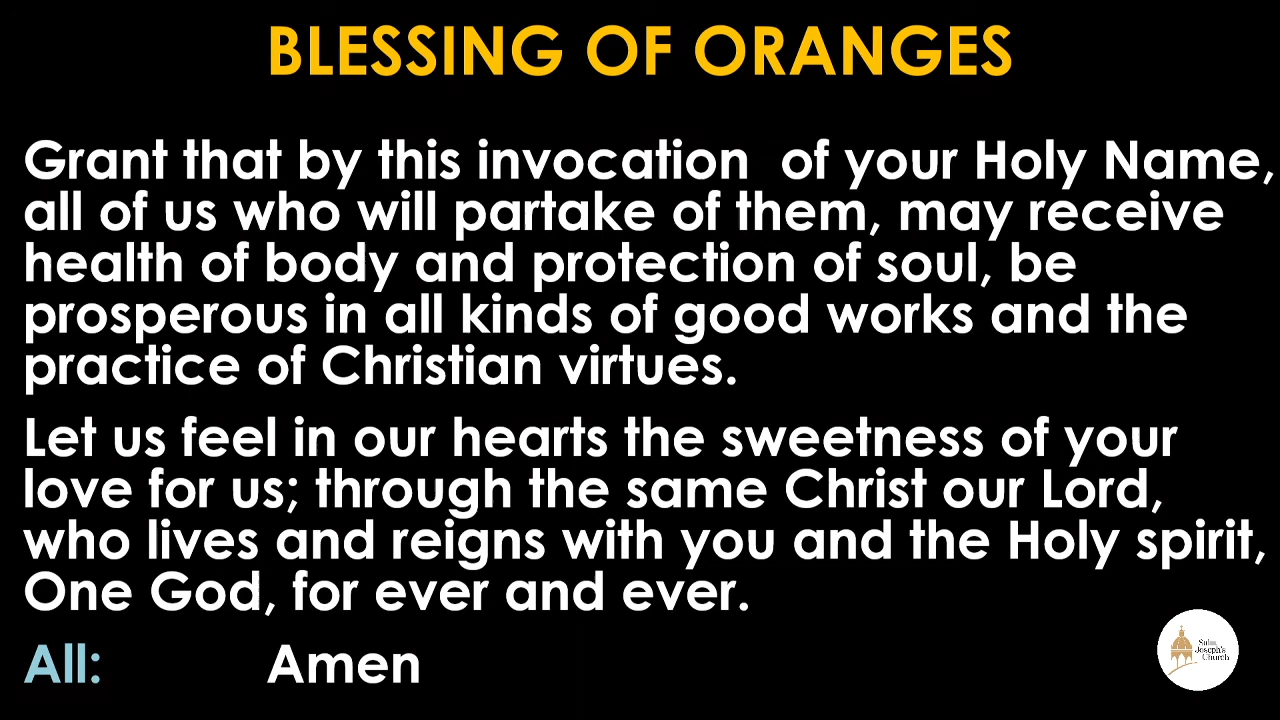 BLESSING OF ORANGES
Grant that by this invocation  of your Holy Name,
all of us who will partake of them, may receive
health of body and protection of soul, be
prosperous in all kinds of good works and the
practice of Christian virtues.
Let us feel in our hearts the sweetness of your
love for us; through the same Christ our Lord,
who lives and reigns with you and the Holy spirit,
One God, for ever and ever.
All: Amen
Saint
Joseph's
Church